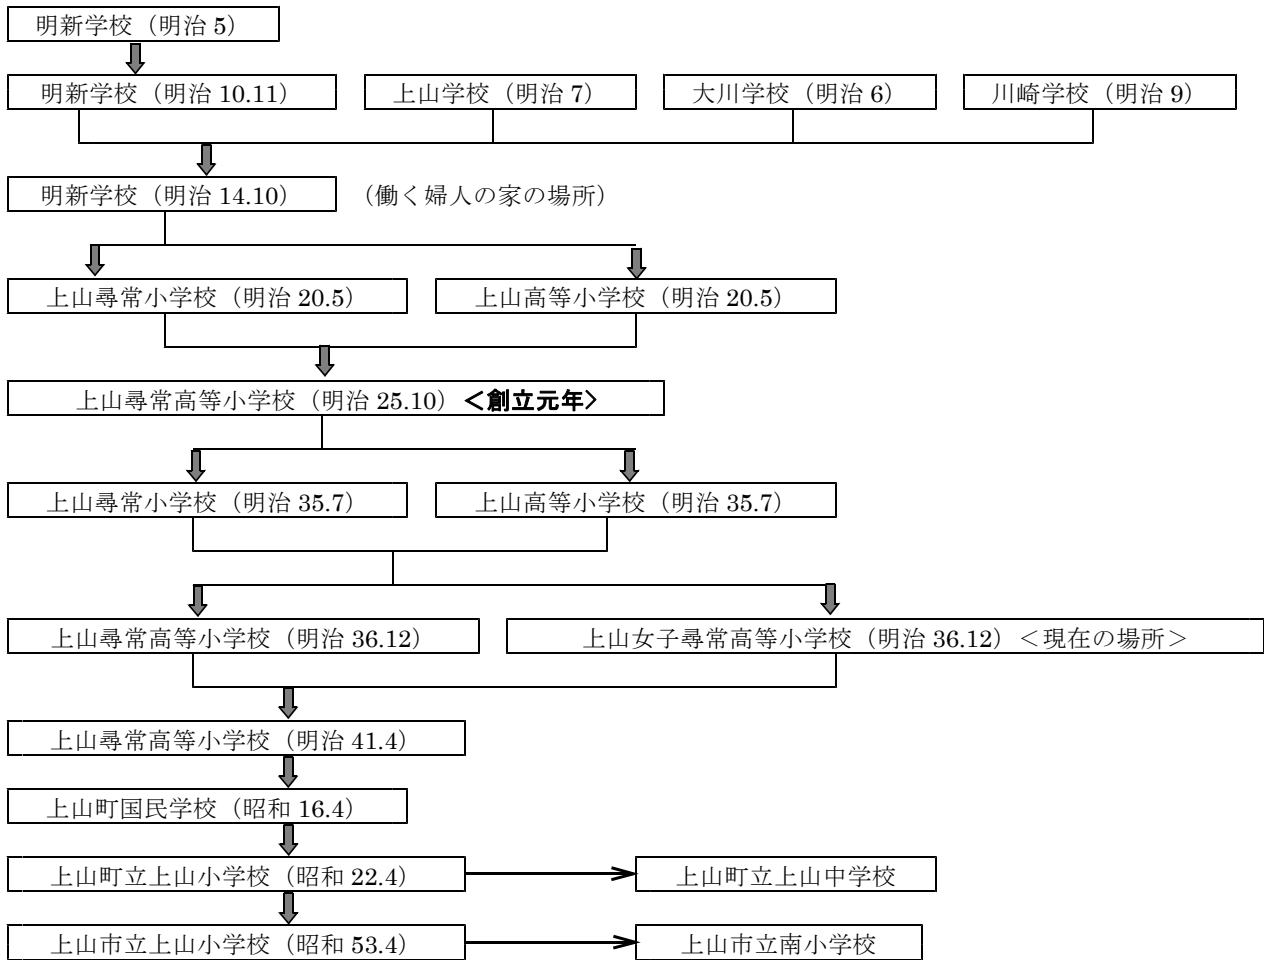 明新学校（明治 5）
明新学校（明治 10.11）
上山学校（明治 7）
大川学校（明治 6）
川崎学校（明治 9）
明新学校（明治 14.10）
（働く婦人の家の場所）
上山尋常小学校（明治 20.5）
上山高等小学校（明治 20.5）
上山尋常高等小学校（明治 25.10）＜創立元年＞
上山尋常小学校（明治 35.7）
上山高等小学校（明治 35.7）
上山尋常高等小学校（明治 36.12）
上山女子尋常高等小学校（明治 36.12）＜現在の場所＞
上山尋常高等小学校（明治 41.4）
上山町国民学校（昭和 16.4）
上山町立上山小学校（昭和 22.4）
上山町立上山中学校
上山市立上山小学校（昭和 53.4）
上山市立南小学校